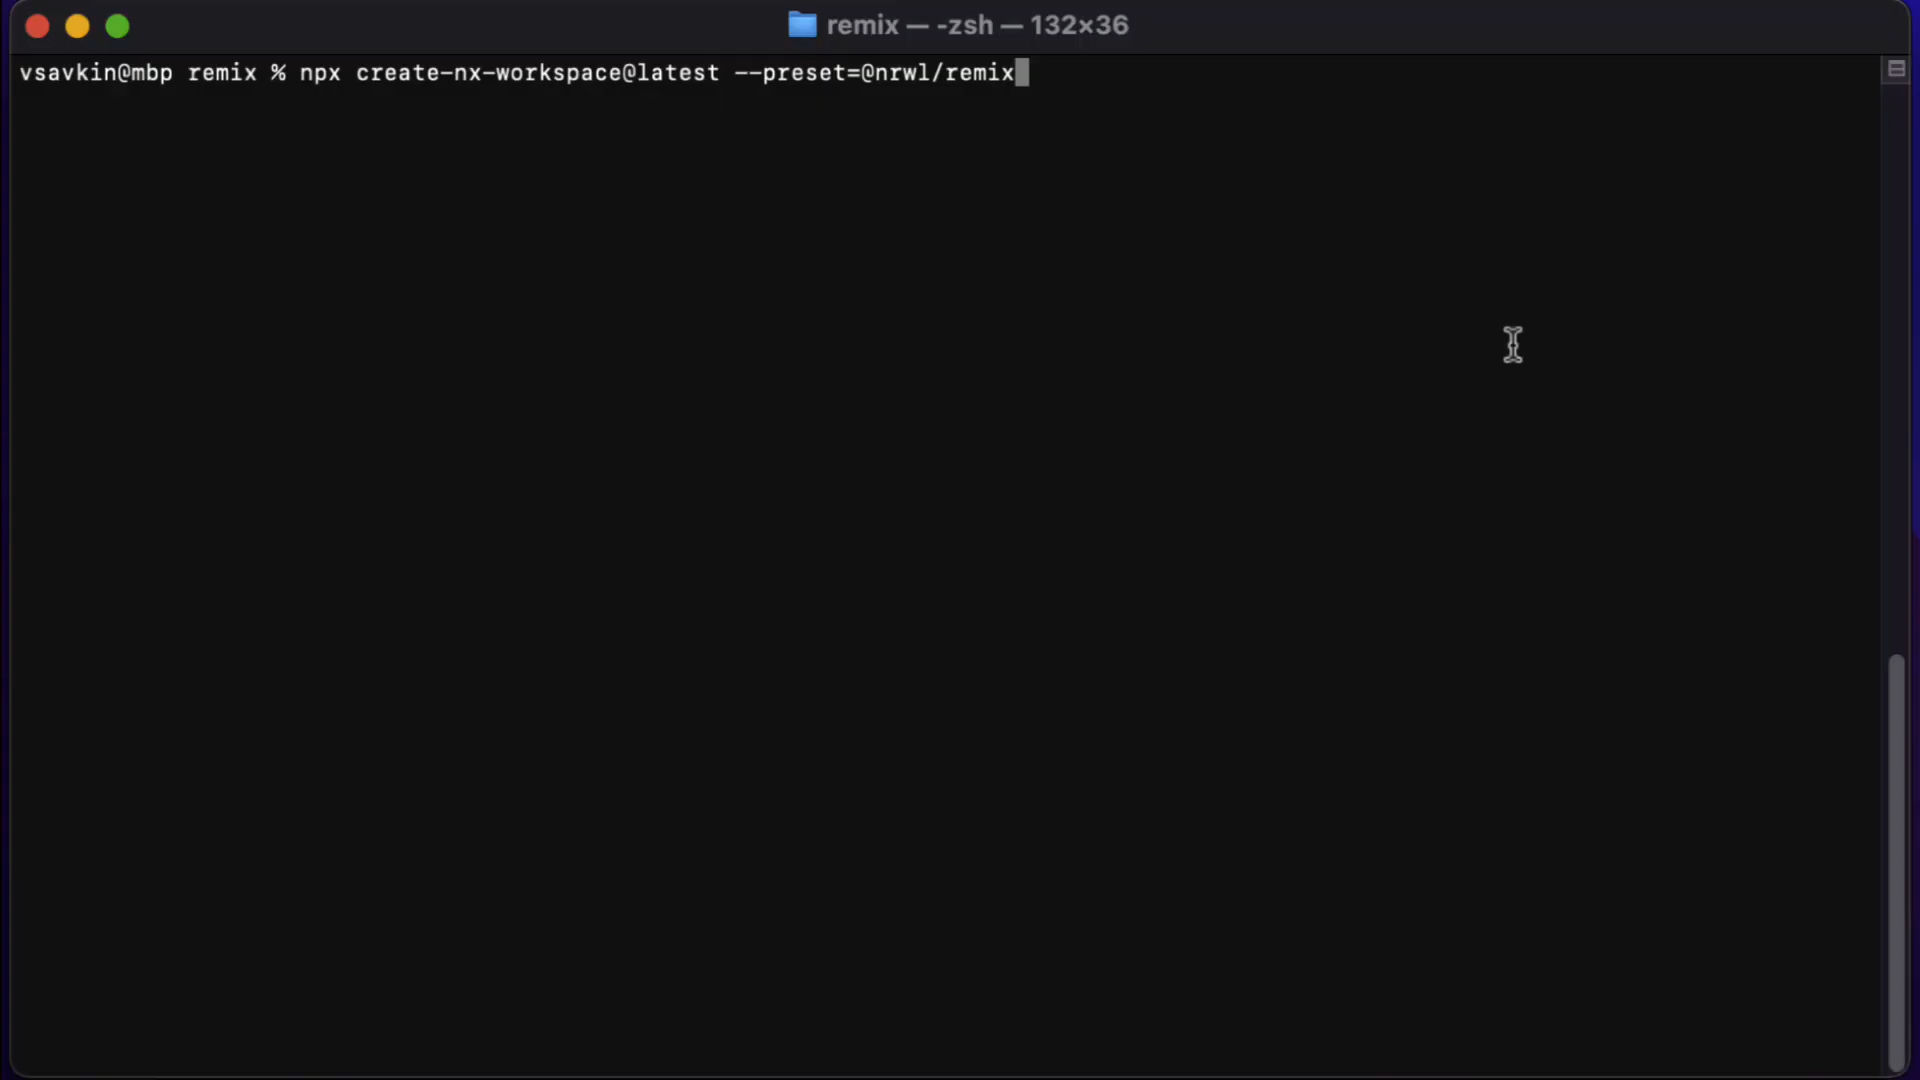 remix — -zsh — 132×36
vsavkin@mbp remix % npx create-nx-workspace@latest --preset=@nrwl/remix